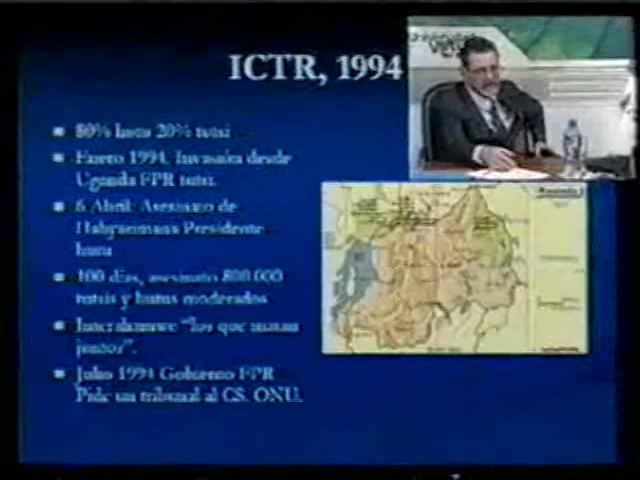 ICTR, 1994
80% hutu 20% tutsi
Enero 1994. Invasión desde
Uganda FPR tutsi.
6 Abril: Asesinato de
Habyarimana Presidente
hutu
100 días, asesinato 800.000
tutsis y hutus moderados
"los que matan
juntos".
Julio 1994 Gobierno FPR
Pide un tribunal al CS. ONU.